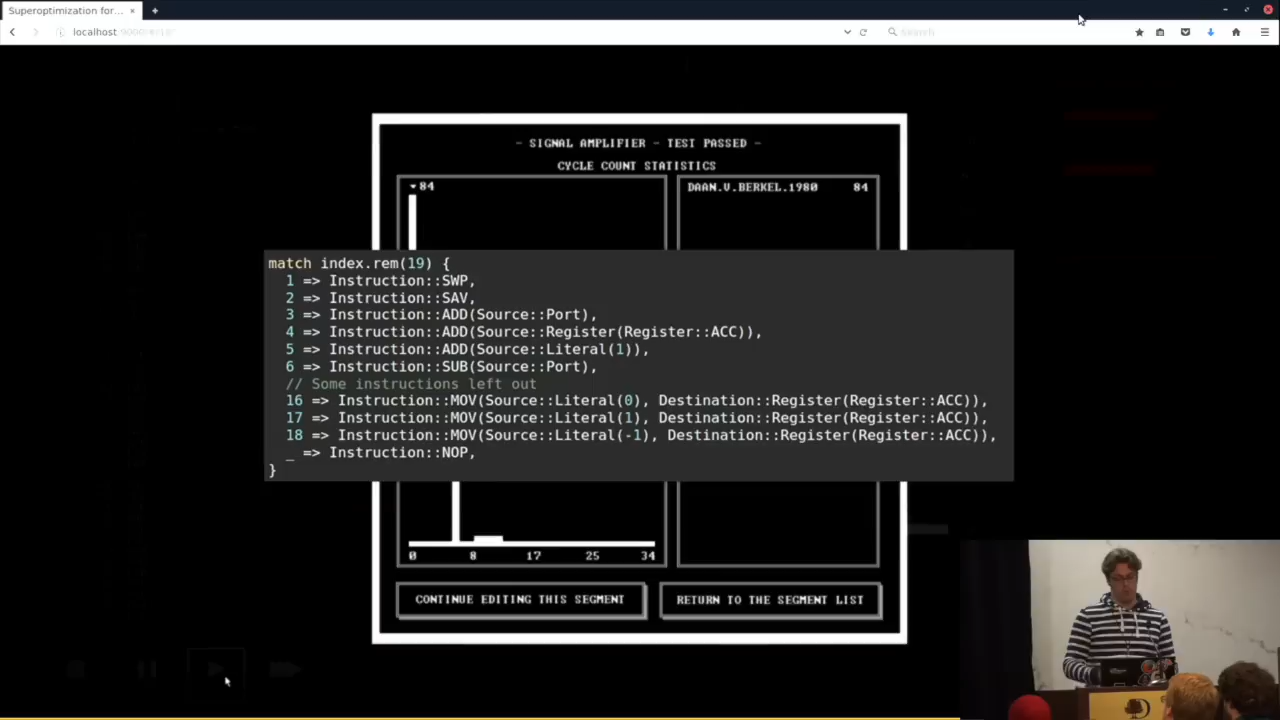 Superoptimization for...
localhost
Search
- SIGNAL AMPLIFIER - TEST PASSED -
CYCLE COUNT STATISTICS
84
DAAN.V.BERKEL.1980 84
match index.rem(19) {
1 => Instruction::SWP,
2 => Instruction::SAV,
3 => Instruction::ADD(Source::Port),
4 => Instruction::ADD(Source::Register(Register::ACC)),
5 => Instruction::ADD(Source::Literal(1)),
6 => Instruction::SUB(Source::Port),
// Some instructions left out
16 => Instruction::MOV(Source::Literal(0), Destination::Register(Register::ACC)),
17 => Instruction::MOV(Source::Literal(1), Destination::Register(Register::ACC)),
18 => Instruction::MOV(Source::Literal(-1), Destination::Register(Register::ACC)),
_ => Instruction::NOP,
}
0 8 17 25 34
CONTINUE EDITING THIS SEGMENT
RETURN TO THE SEGMENT LIST